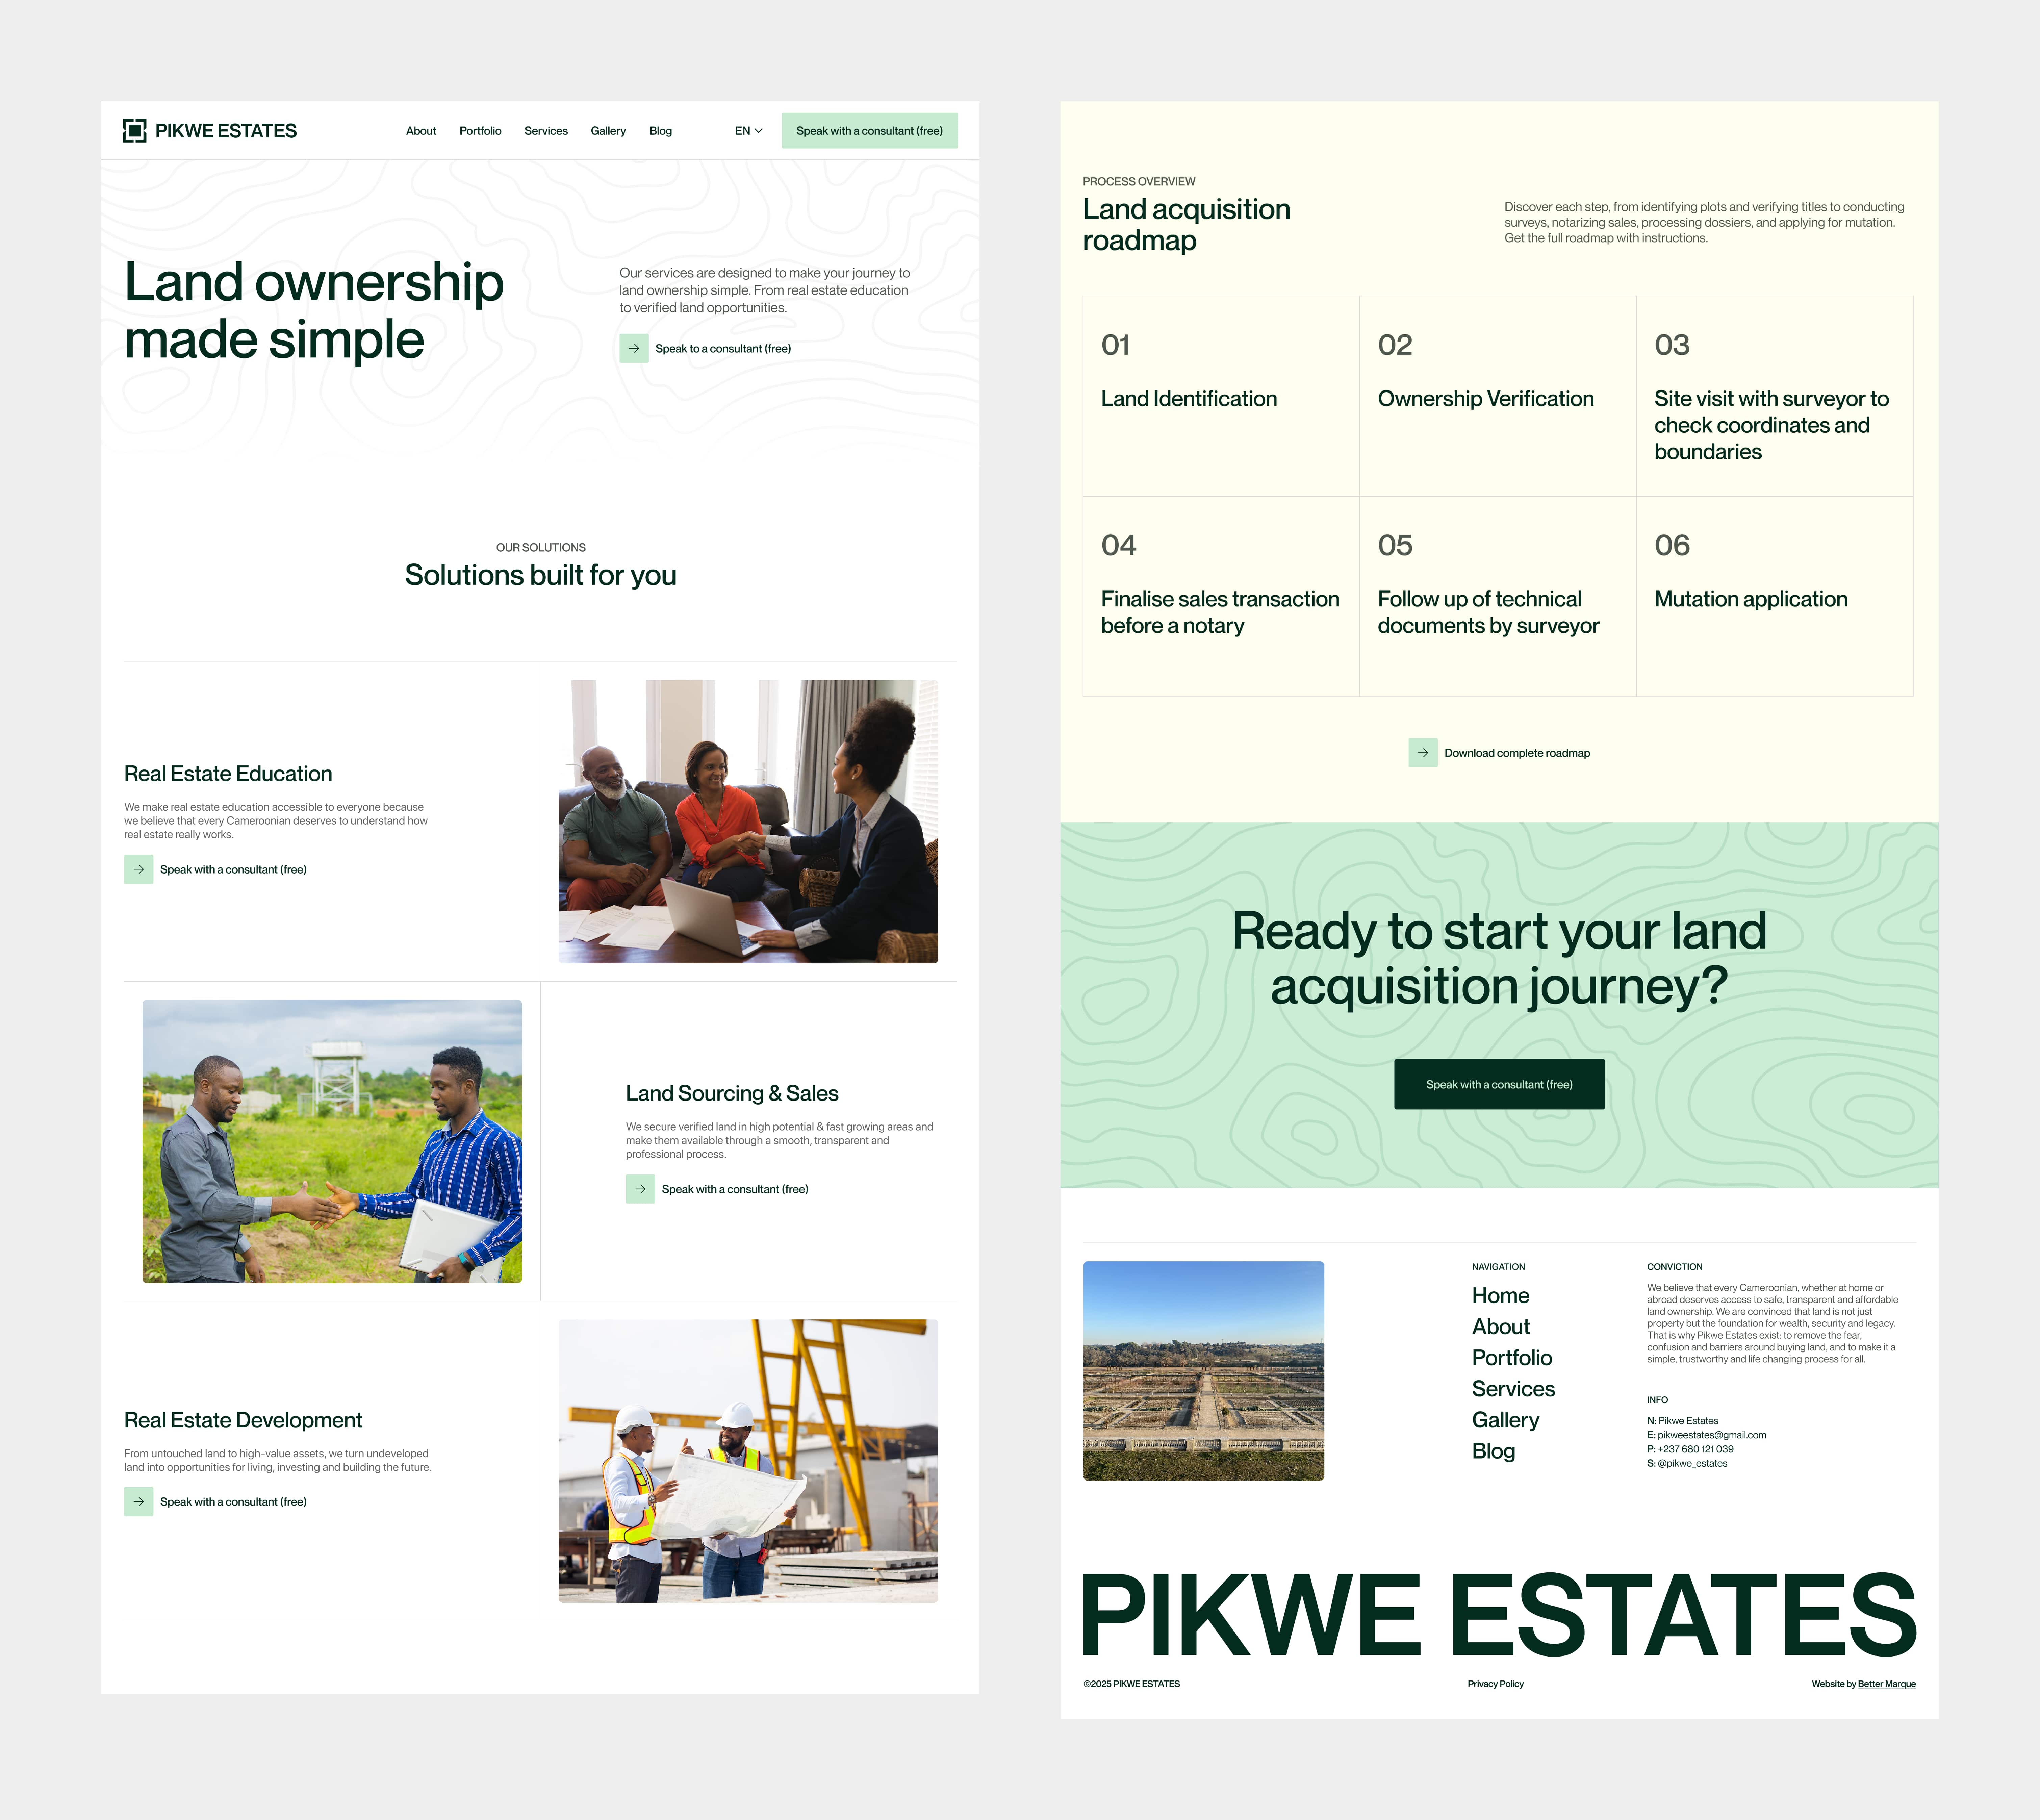 PIKWE ESTATES
About
Portfolio
Services
Gallery
Blog
EN
Speak with a consultant (free)
Land ownership
made simple
Our services are designed to make your journey to
land ownership simple. From real estate education
to verified land opportunities.
Speak to a consultant (free)
OUR SOLUTIONS
Solutions built for you
Real Estate Education
We make real estate education accessible to everyone because
we believe that every Cameroonian deserves to understand how
real estate really works.
Speak with a consultant (free)
Land Sourcing & Sales
We secure verified land in high potential & fast growing areas and
make them available through a smooth, transparent and
professional process.
Speak with a consultant (free)
Real Estate Development
From untouched land to high-value assets, we turn undeveloped
land into opportunities for living, investing and building the future.
Speak with a consultant (free)
PROCESS OVERVIEW
Land acquisition
roadmap
Discover each step, from identifying plots and verifying titles to conducting
surveys, notarizing sales, processing dossiers, and applying for mutation.
Get the full roadmap with instructions.
01
Land Identification
02
Ownership Verification
03
Site visit with surveyor to
check coordinates and
boundaries
04
Finalise sales transaction
before a notary
05
Follow up of technical
documents by surveyor
06
Mutation application
Download complete roadmap
Ready to start your land
acquisition journey?
Speak with a consultant (free)
NAVIGATION
Home
About
Portfolio
Services
Gallery
Blog
CONVICTION
We believe that every Cameroonian, whether at home or
abroad deserves access to safe, transparent and affordable
land ownership. We are convinced that land is not just
property but the foundation for wealth, security and legacy.
That is why Pikwe Estates exist: to remove the fear,
confusion and barriers around buying land, and to make it a
simple, trustworthy and life changing process for all.
INFO
N: Pikwe Estates
E: pikweestates@gmail.com
P: +237 680 121 039
S: @pikwe_estates
PIKWE ESTATES
©2025 PIKWE ESTATES
Privacy Policy
Website by Better Marque